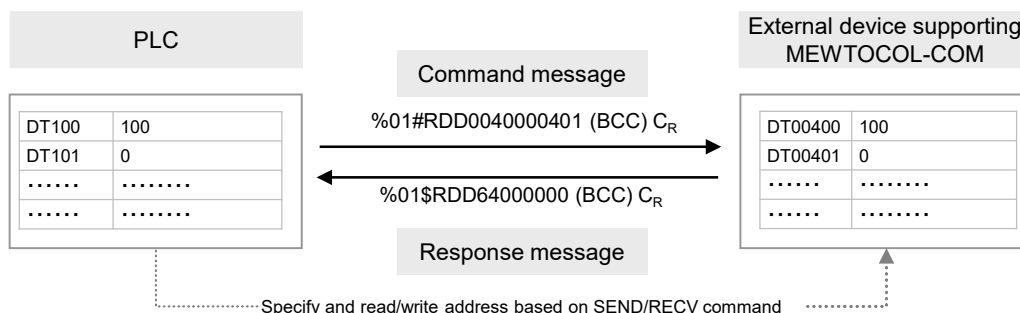 PLC
External device supporting
MEWTOCOL-COM
Command message
%01#RDD0040000401 (BCC) CR
DT100 100
DT101 0
······ ········
······ ········
DT00400 100
DT00401 0
······ ········
······ ········
%01$RDD64000000 (BCC) CR
Response message
Specify and read/write address based on SEND/RECV command